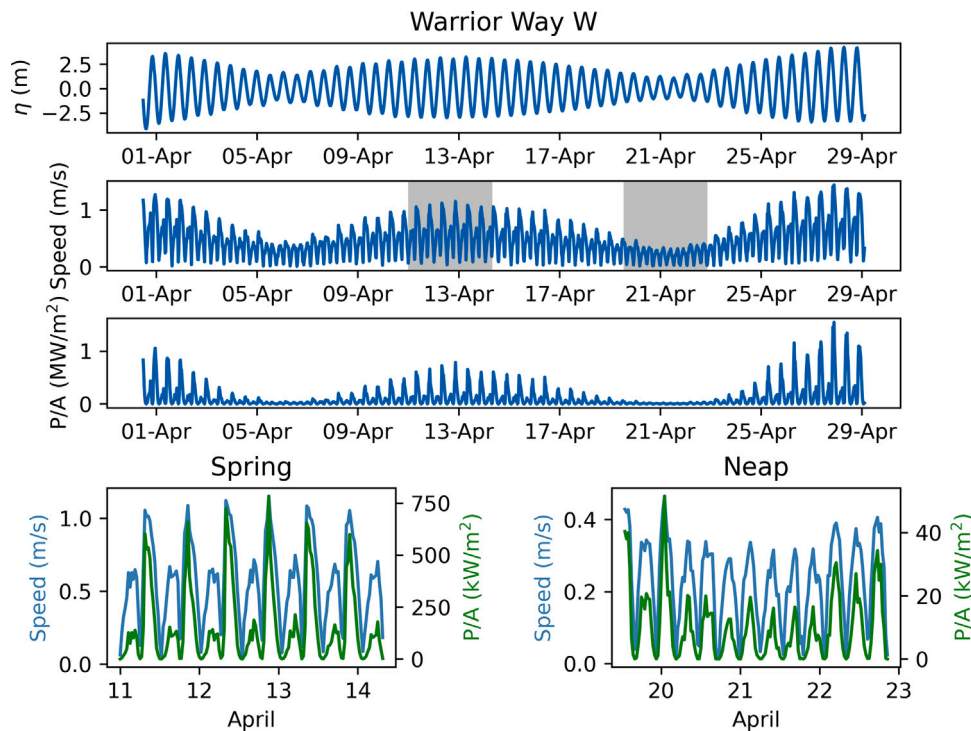 Warrior Way W
η (m)
2.5
0.0
−2.5
01-Apr 05-Apr 09-Apr 13-Apr 17-Apr 21-Apr 25-Apr 29-Apr
Speed (m/s)
1
0
01-Apr 05-Apr 09-Apr 13-Apr 17-Apr 21-Apr 25-Apr 29-Apr
P/A (MW/m²)
1
0
01-Apr 05-Apr 09-Apr 13-Apr 17-Apr 21-Apr 25-Apr 29-Apr
Spring
Speed (m/s)
1.0
0.5
0.0
750
500
250
0
P/A (kW/m²)
11 12 13 14
April
Neap
Speed (m/s)
0.4
0.2
0.0
40
20
0
P/A (kW/m²)
20 21 22 23
April